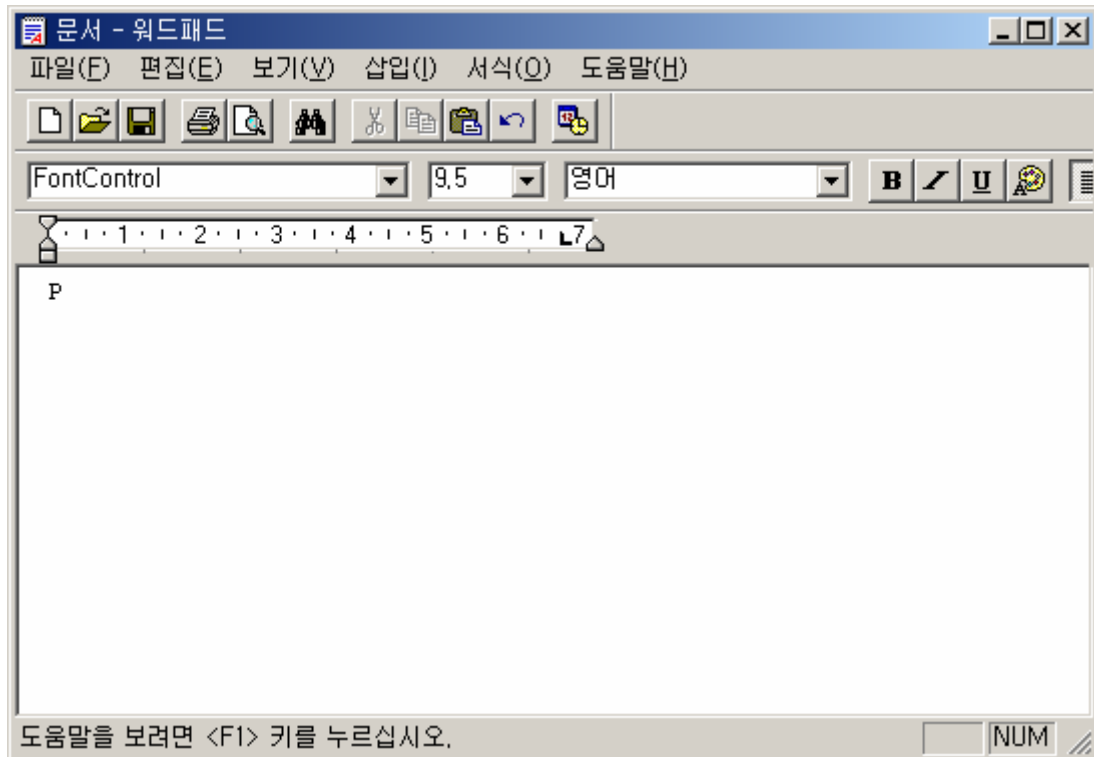 문서 - 워드패드
파일(F) 편집(E) 보기(V) 삽입(I) 서식(O) 도움말(H)
FontControl 9.5 영어 B I U
1 2 3 4 5 6 7
P
도움말을 보려면 <F1> 키를 누르십시오. NUM